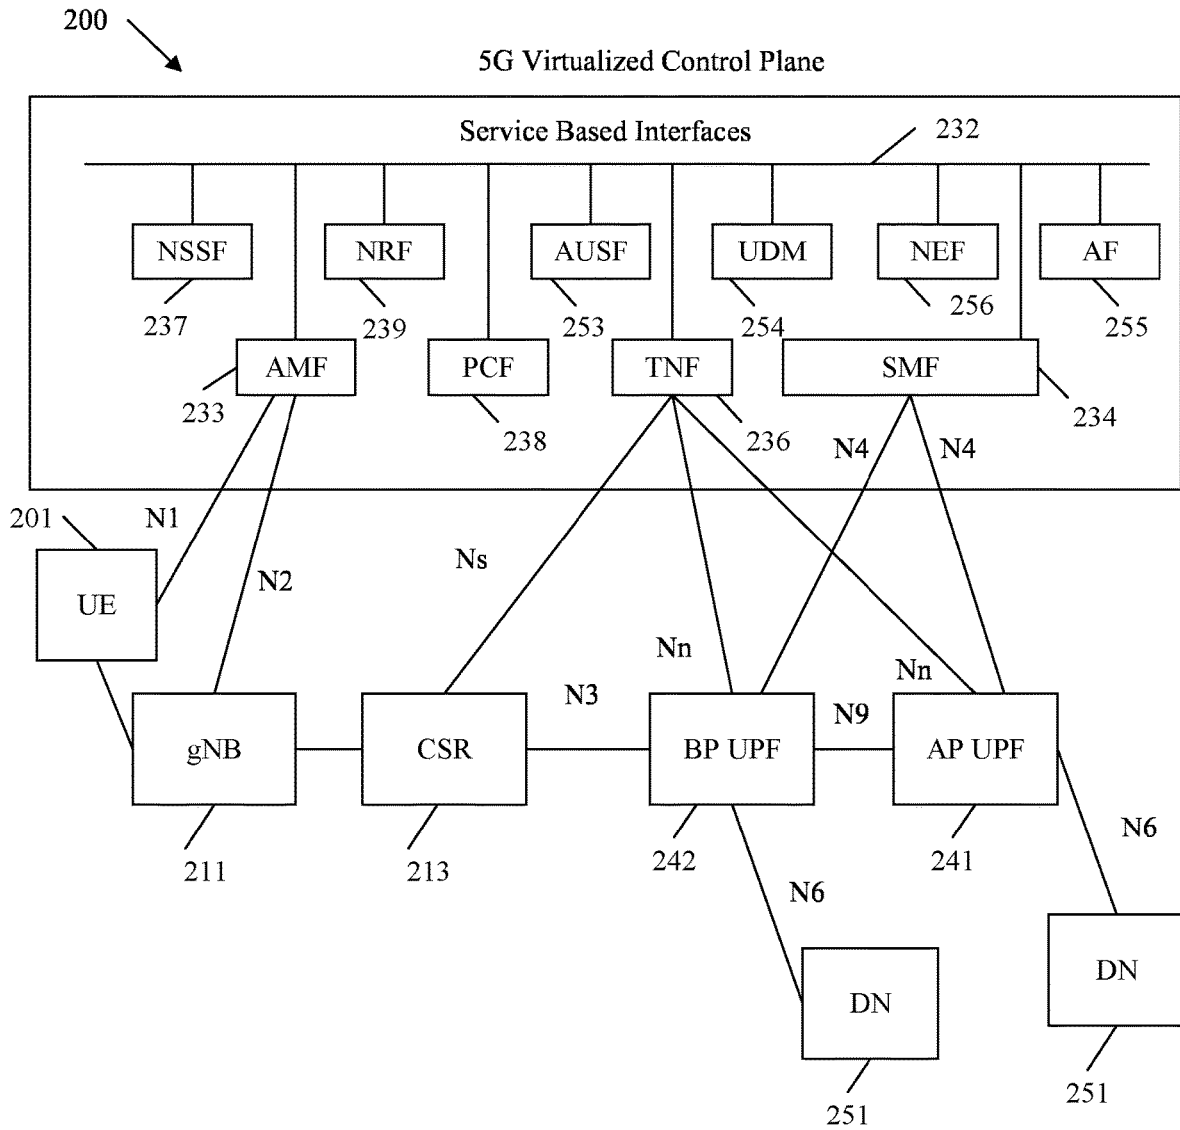 200
5G Virtualized Control Plane
Service Based Interfaces
232
NSSF
NRF
AUSF
UDM
NEF
AF
237
239
253
254
256
255
AMF
PCF
TNF
SMF
233
238
236
234
N4
N4
201
N1
UE
N2
Ns
Nn
Nn
N3
N9
gNB
CSR
BP UPF
AP UPF
211
213
242
241
N6
N6
DN
DN
251
251